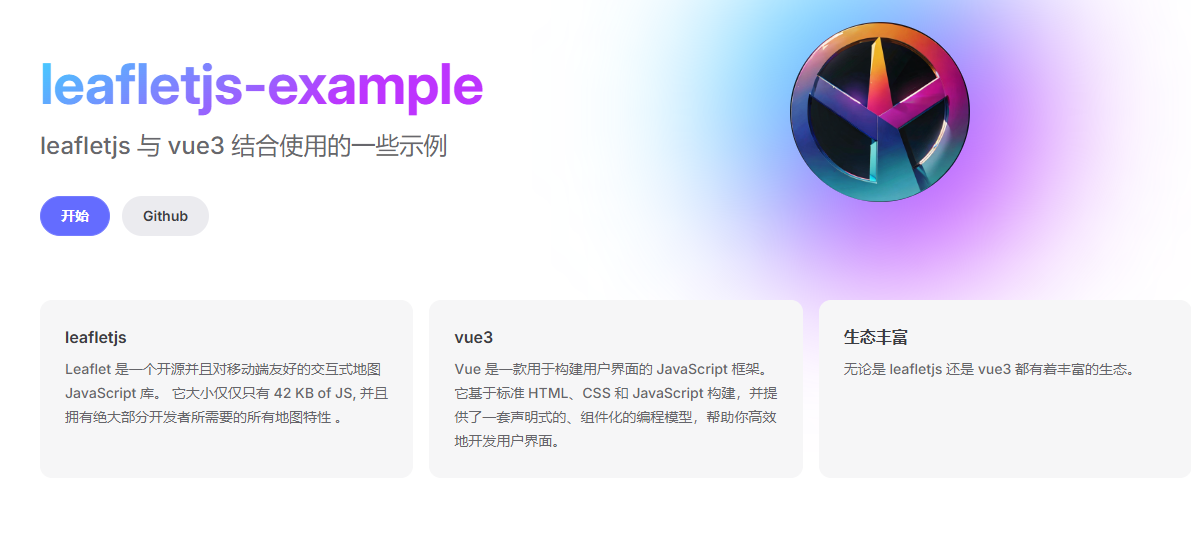 leafletjs-example
leafletjs 与 vue3 结合使用的一些示例
开始
Github
leafletjs
Leaflet 是一个开源并且对移动端友好的交互式地图
JavaScript 库。 它大小仅仅只有 42 KB of JS, 并且
拥有绝大部分开发者所需要的所有地图特性 。
vue3
Vue 是一款用于构建用户界面的 JavaScript 框架。
它基于标准 HTML、CSS 和 JavaScript 构建，并提
供了一套声明式的、组件化的编程模型，帮助你高效
地开发用户界面。
生态丰富
无论是 leafletjs 还是 vue3 都有着丰富的生态。